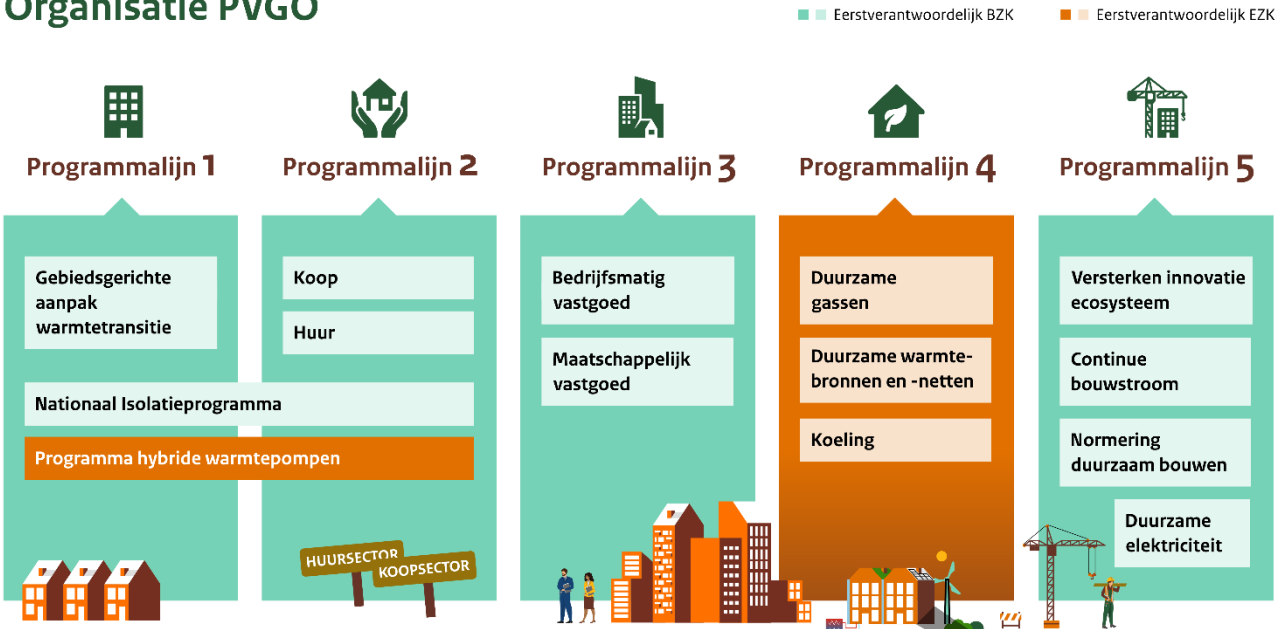 Organisatie PVGO
Eerstverantwoordelijk BZK
Eerstverantwoordelijk EZK
Programmalijn 1
Programmalijn 2
Programmalijn 3
Programmalijn 4
Programmalijn 5
Gebiedsgerichte
aanpak
warmtetransitie
Koop
Huur
Nationaal Isolatieprogramma
Programma hybride warmtepompen
HUURSECTOR
KOOPSECTOR
Bedrijfsmatig
vastgoed
Maatschappelijk
vastgoed
Duurzame
gassen
Duurzame warmte-
bronnen en -netten
Koeling
Versterken innovatie
ecosysteem
Continue
bouwstroom
Normering
duurzaam bouwen
Duurzame
elektriciteit